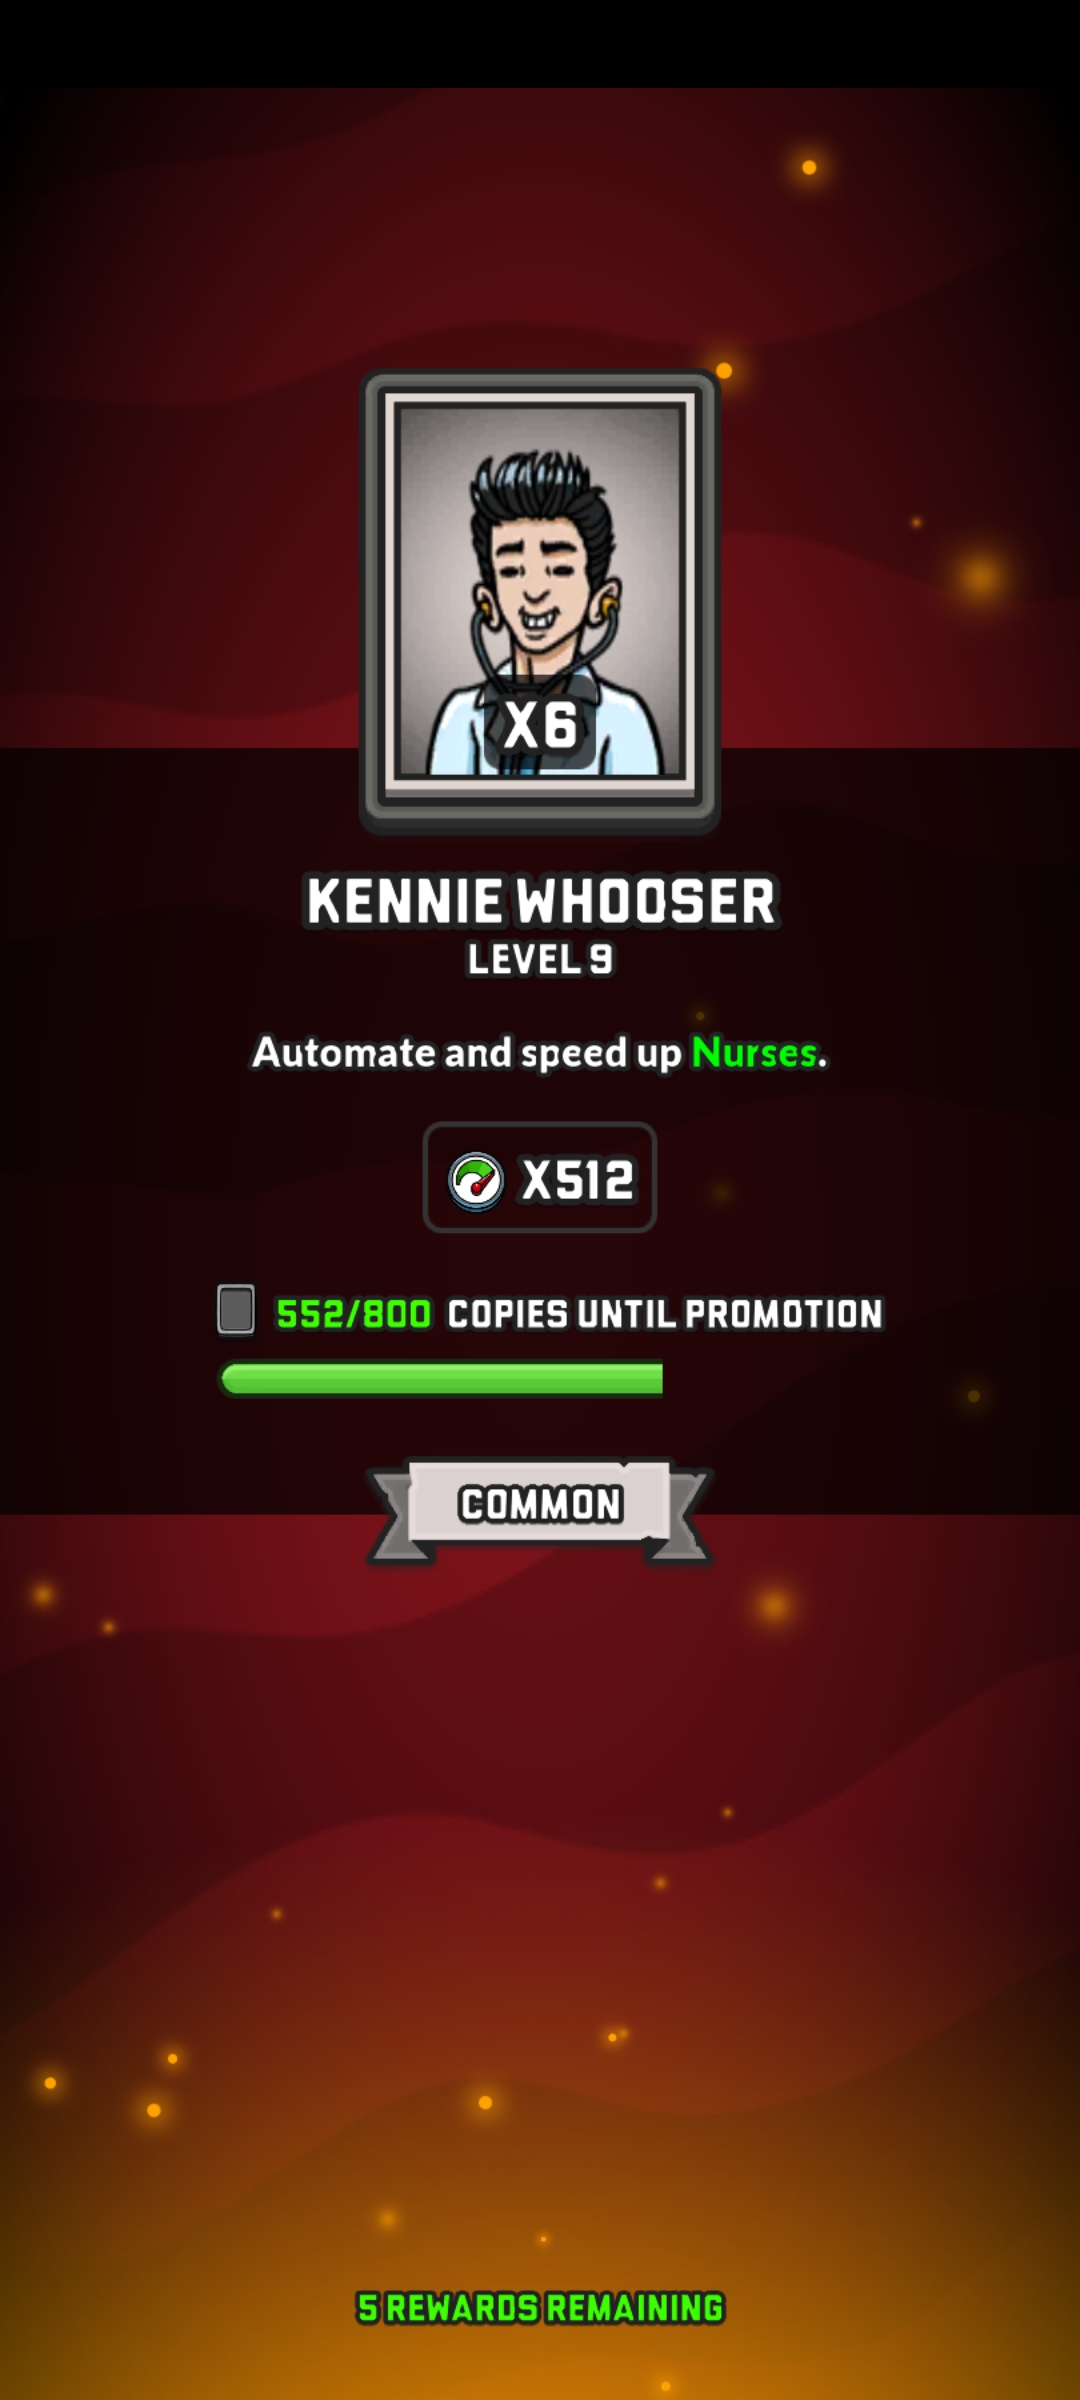 X6
KENNIE WHOOSER
LEVEL 9
Automate and speed up Nurses.
X512
552/800 COPIES UNTIL PROMOTION
COMMON
5 REWARDS REMAINING